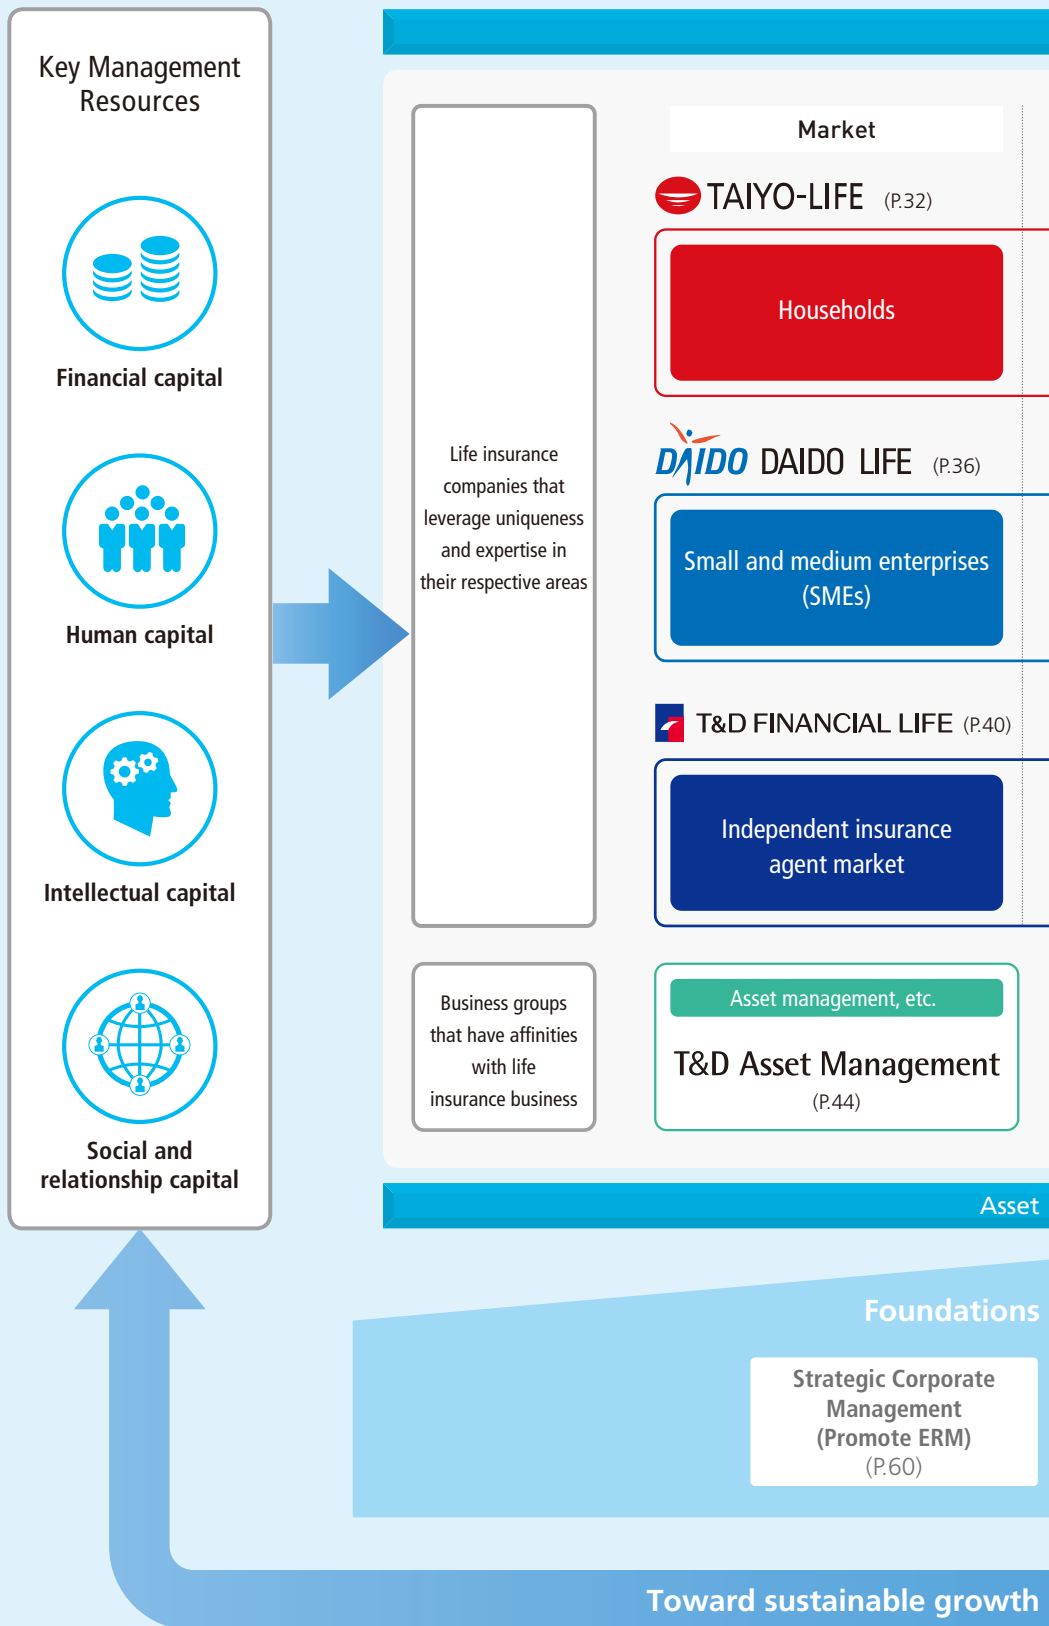 Key Management
Resources
Financial capital
Human capital
Intellectual capital
Social and
relationship capital
Life insurance
companies that
leverage uniqueness
and expertise in
their respective areas
Market
TAIYO-LIFE (P.32)
Households
DAIDO DAIDO LIFE (P.36)
Small and medium enterprises
(SMEs)
T&D FINANCIAL LIFE (P.40)
Independent insurance
agent market
Business groups
that have affinities
with life
insurance business
Asset management, etc.
T&D Asset Management
(P.44)
Asset
Foundations
Strategic Corporate
Management
(Promote ERM)
(P.60)
Toward sustainable growth